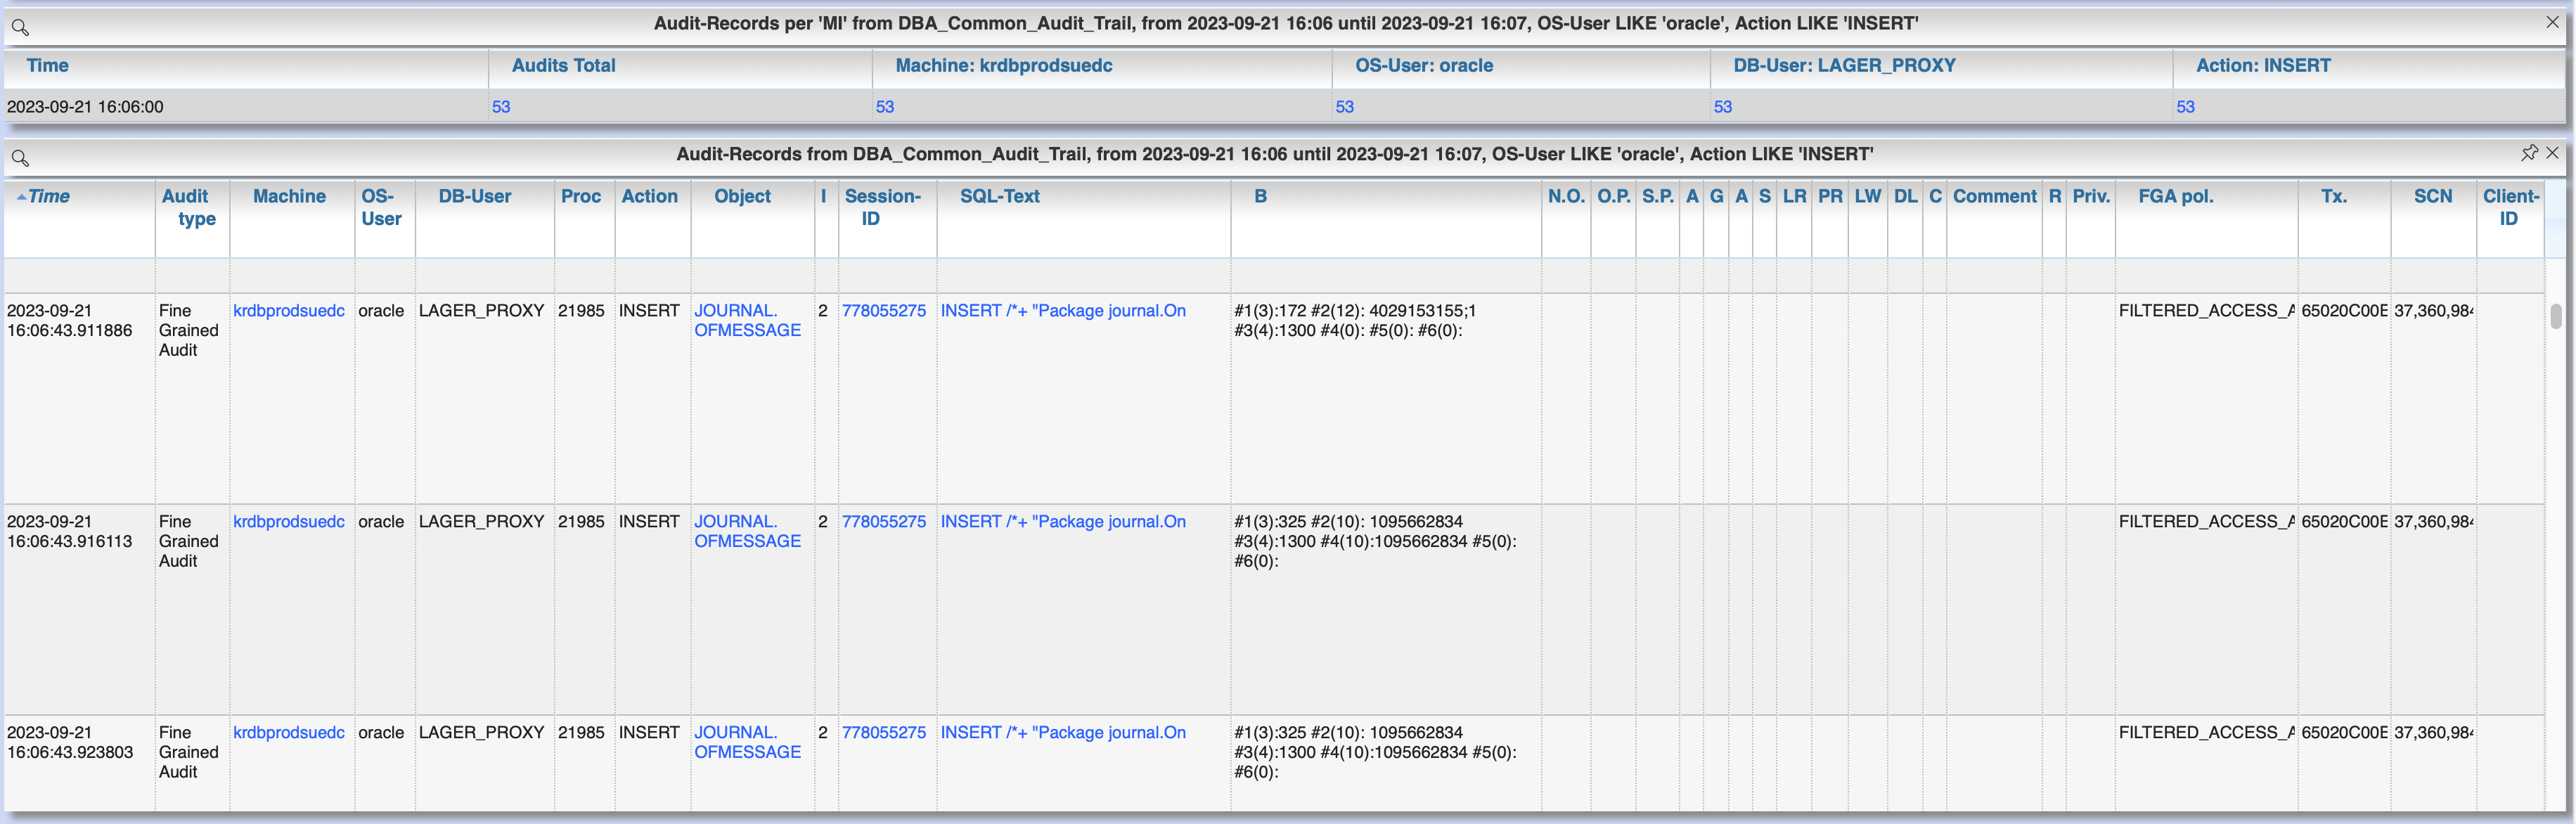 Audit-Records per 'MI' from DBA_Common_Audit_Trail, from 2023-09-21 16:06 until 2023-09-21 16:07, OS-User LIKE 'oracle', Action LIKE 'INSERT'
Time Audits Total Machine: krdbprodsuedc OS-User: oracle DB-User: LAGER_PROXY Action: INSERT
2023-09-21 16:06:00 53 53 53 53 53
Audit-Records from DBA_Common_Audit_Trail, from 2023-09-21 16:06 until 2023-09-21 16:07, OS-User LIKE 'oracle', Action LIKE 'INSERT'
Time Audit Machine OS- DB-User Proc Action Object I Session- SQL-Text B N.O. O.P. S.P. A G A S LR PR LW DL C Comment R Priv. FGA pol. Tx. SCN Client-
type User ID ID
2023-09-21 Fine krdbprodsuedc oracle LAGER_PROXY 21985 INSERT JOURNAL. 2 778055275 INSERT /*+ "Package journal.On #1(3):172 #2(12): 4029153155;1 FILTERED_ACCESS_A 65020C00E 37,360,984
16:06:43.911886 Grained OFMESSAGE #3(4):1300 #4(0): #5(0): #6(0):
Audit
2023-09-21 Fine krdbprodsuedc oracle LAGER_PROXY 21985 INSERT JOURNAL. 2 778055275 INSERT /*+ "Package journal.On #1(3):325 #2(10): 1095662834 FILTERED_ACCESS_A 65020C00E 37,360,984
16:06:43.916113 Grained OFMESSAGE #3(4):1300 #4(10):1095662834 #5(0):
Audit #6(0):
2023-09-21 Fine krdbprodsuedc oracle LAGER_PROXY 21985 INSERT JOURNAL. 2 778055275 INSERT /*+ "Package journal.On #1(3):325 #2(10): 1095662834 FILTERED_ACCESS_A 65020C00E 37,360,984
16:06:43.923803 Grained OFMESSAGE #3(4):1300 #4(10):1095662834 #5(0):
Audit #6(0):